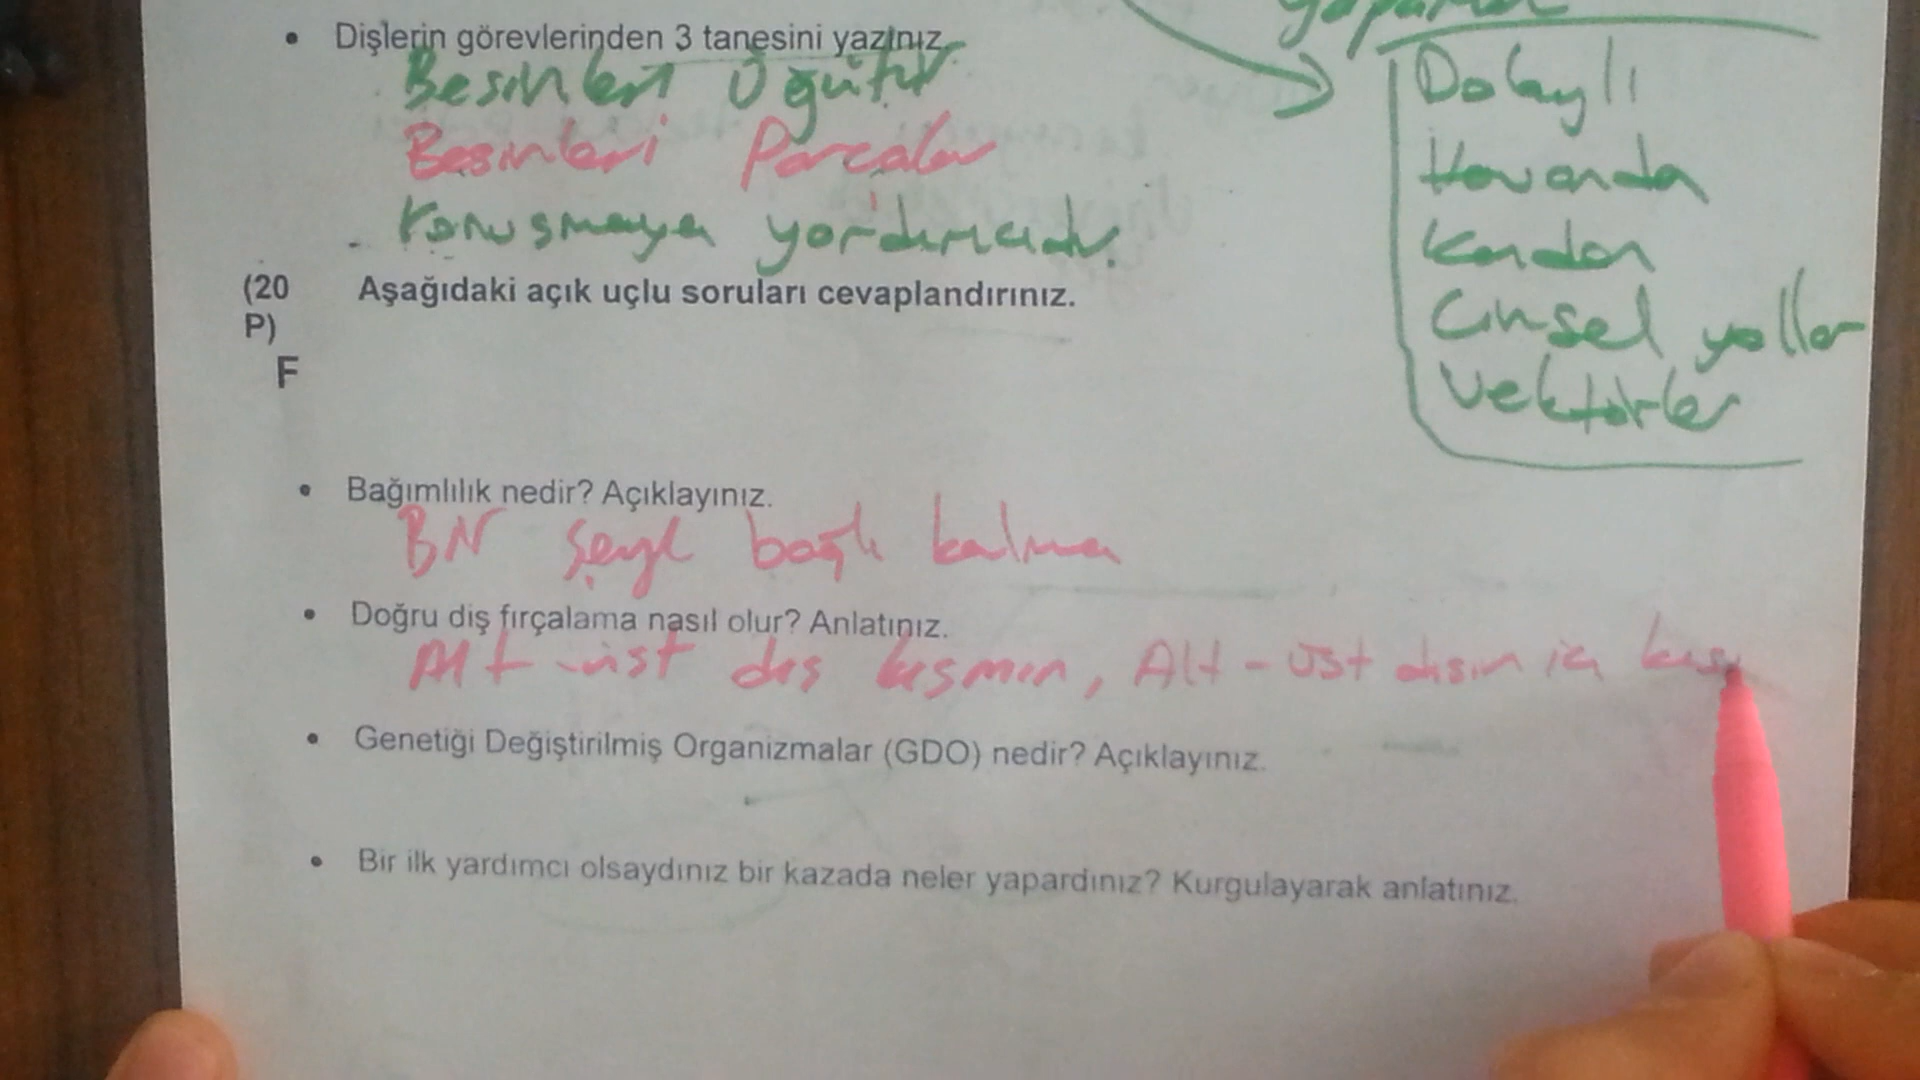 • Dişlerin görevlerinden 3 tanesini yazınız.
Besinleri Öğütür
Besinleri Parçalar
. Konuşmaya yardımcıdır.
Dolaylı
Havandan
Kandan
Cinsel yollar
Vektörler
(20 P) Aşağıdaki açık uçlu soruları cevaplandırınız.
F
• Bağımlılık nedir? Açıklayınız.
şeye bağlı kalma
• Doğru diş fırçalama nasıl olur? Anlatınız.
Alt-üst dış kısmın, Alt-üst dişin iç kıs
• Genetiği Değiştirilmiş Organizmalar (GDO) nedir? Açıklayınız.
• Bir ilk yardımcı olsaydınız bir kazada neler yapardınız? Kurgulayarak anlatınız.